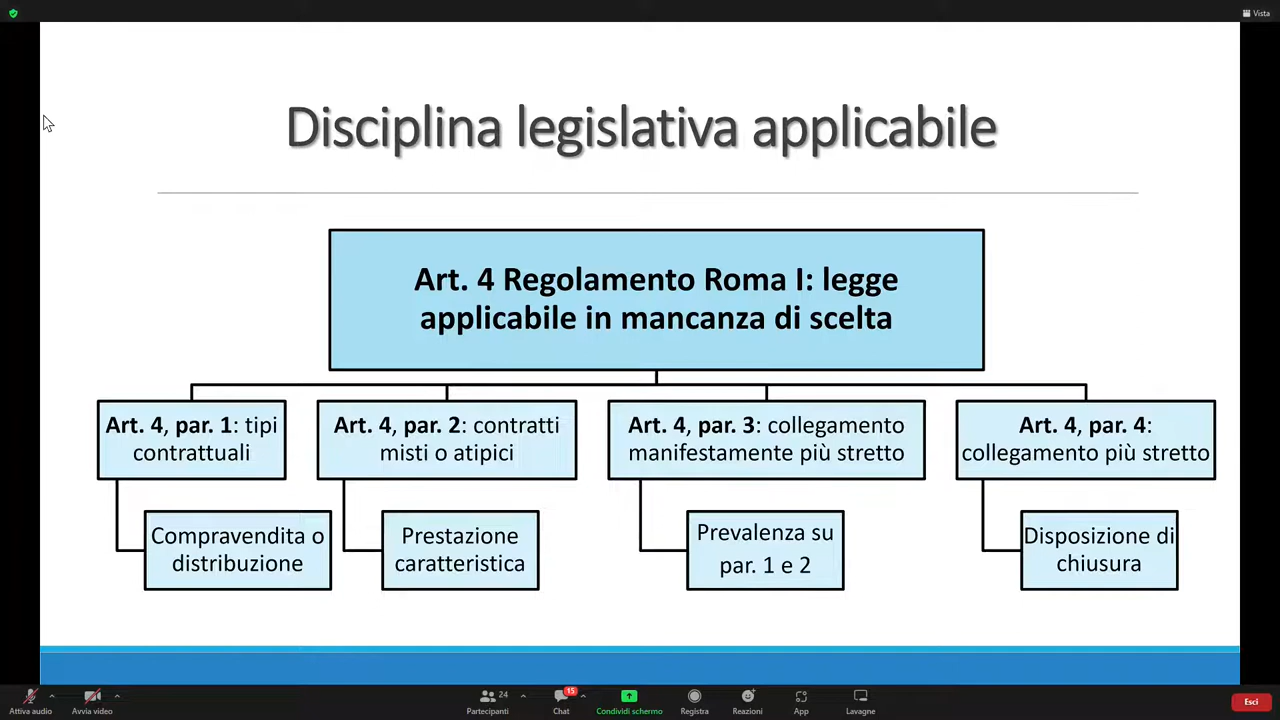 Vista
Disciplina legislativa applicabile
Art. 4 Regolamento Roma I: legge
applicabile in mancanza di scelta
Art. 4, par. 1: tipi
contrattuali
Art. 4, par. 2: contratti
misti o atipici
Art. 4, par. 3: collegamento
manifestamente più stretto
Art. 4, par. 4:
collegamento più stretto
Compravendita o
distribuzione
Prestazione
caratteristica
Prevalenza su
par. 1 e 2
Disposizione di
chiusura
Attiva audio
Avvia video
24
Partecipanti
15
Chat
Condividi schermo
Registra
Reazioni
App
Lavagne
Esci